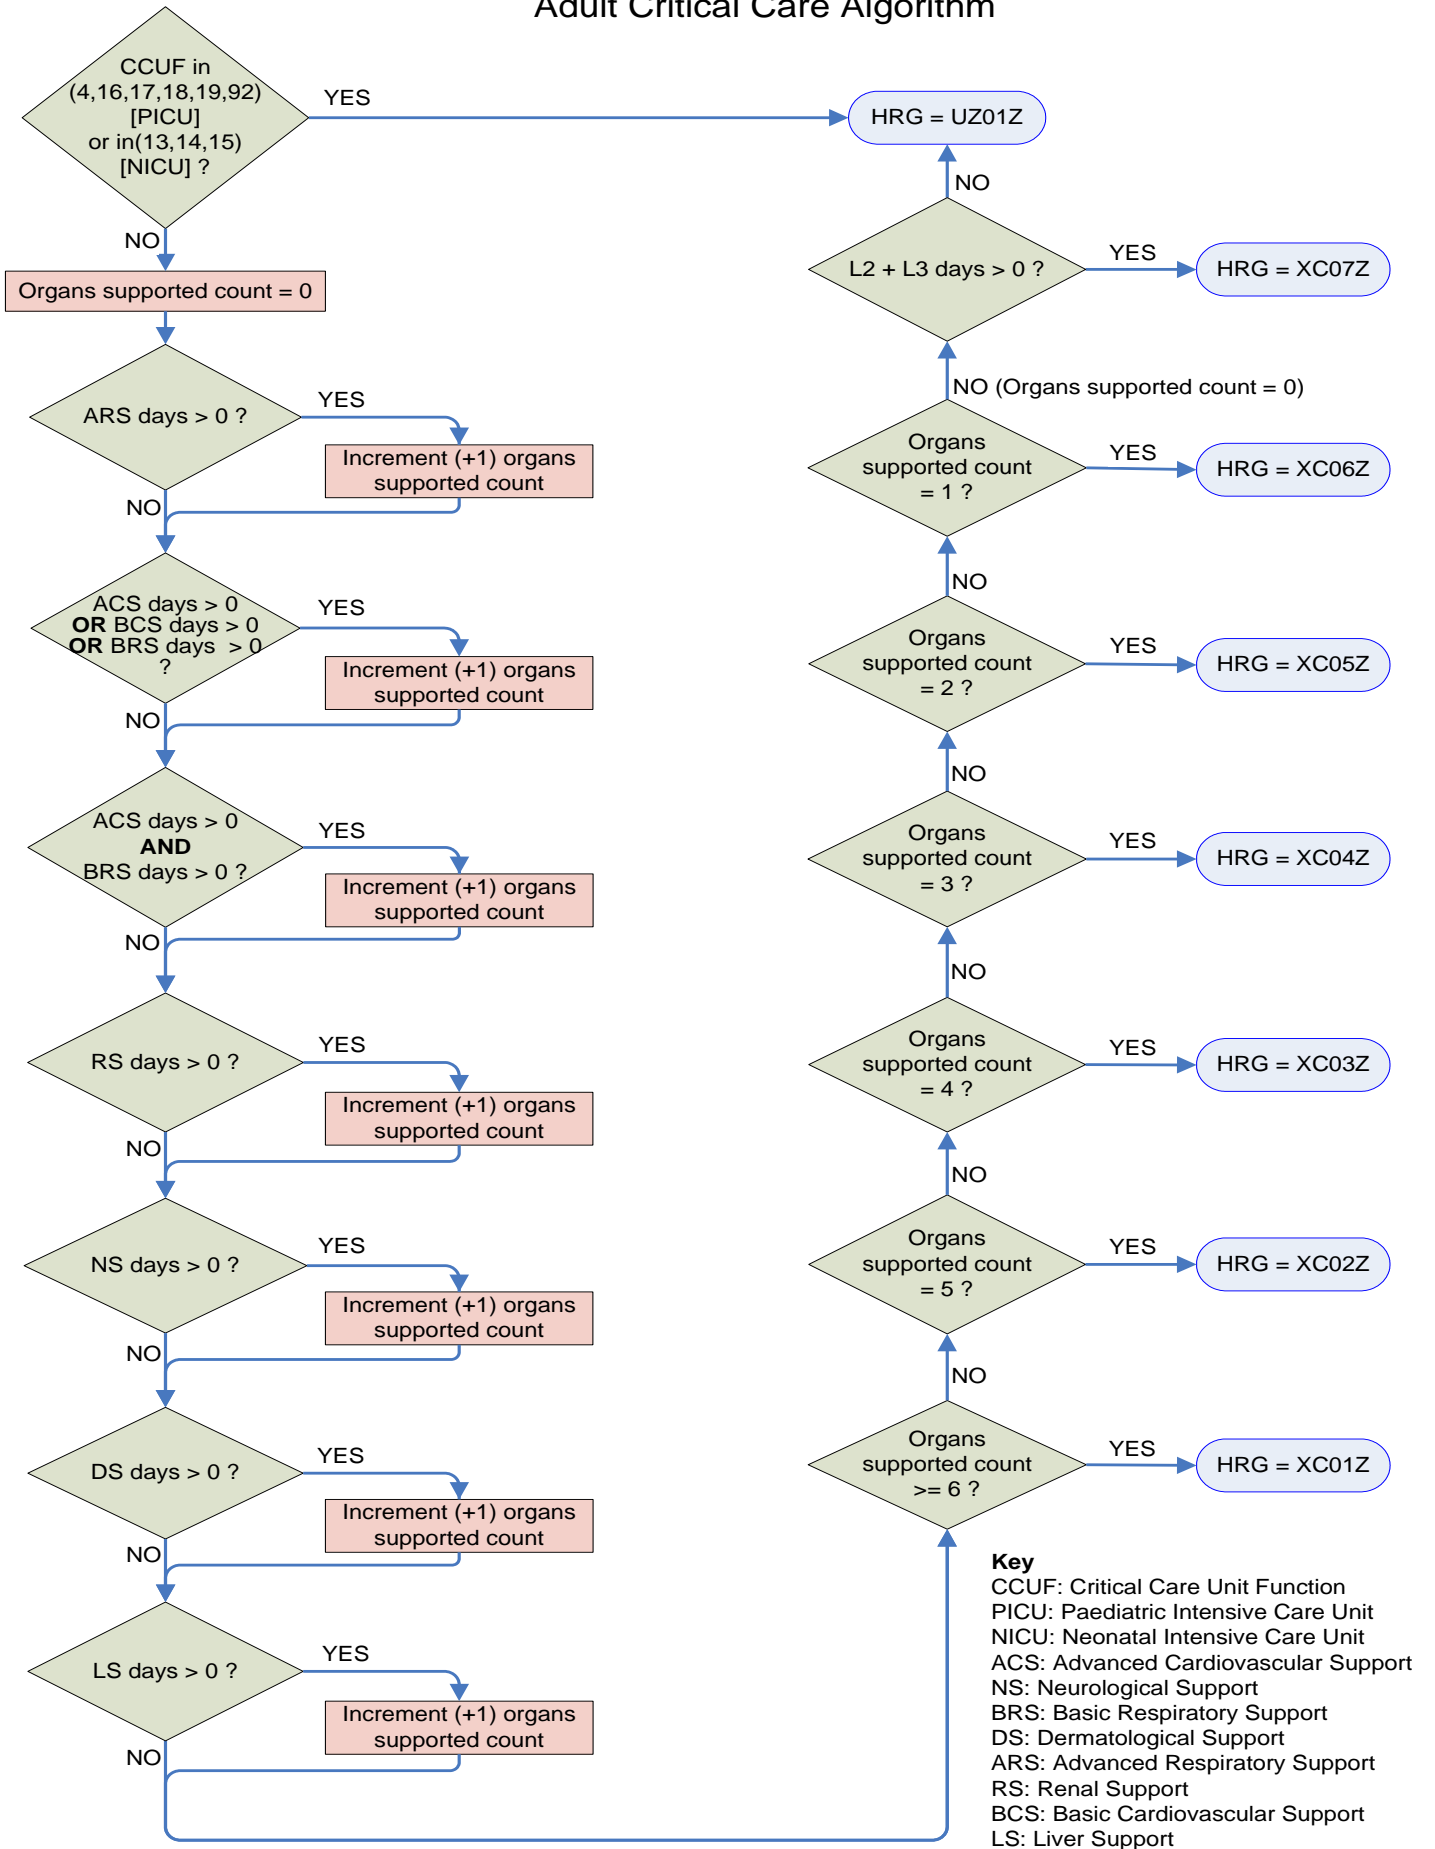 Adult Critical Care Algorithm
CCUF in
(4,16,17,18,19,92)
[PICU]
or in(13,14,15)
[NICU] ?
YES
HRG = UZ01Z
NO
Organs supported count = 0
ARS days > 0 ?
YES
Increment (+1) organs
supported count
NO
ACS days > 0
OR BCS days > 0
OR BRS days > 0
?
YES
Increment (+1) organs
supported count
NO
ACS days > 0
AND
BRS days > 0 ?
YES
Increment (+1) organs
supported count
NO
RS days > 0 ?
YES
Increment (+1) organs
supported count
NO
NS days > 0 ?
YES
Increment (+1) organs
supported count
NO
DS days > 0 ?
YES
Increment (+1) organs
supported count
NO
LS days > 0 ?
YES
Increment (+1) organs
supported count
NO
NO
L2 + L3 days > 0 ?
YES
HRG = XC07Z
NO (Organs supported count = 0)
Organs
supported count
= 1 ?
YES
HRG = XC06Z
NO
Organs
supported count
= 2 ?
YES
HRG = XC05Z
NO
Organs
supported count
= 3 ?
YES
HRG = XC04Z
NO
Organs
supported count
= 4 ?
YES
HRG = XC03Z
NO
Organs
supported count
= 5 ?
YES
HRG = XC02Z
NO
Organs
supported count
>= 6 ?
YES
HRG = XC01Z
Key
CCUF: Critical Care Unit Function
PICU: Paediatric Intensive Care Unit
NICU: Neonatal Intensive Care Unit
ACS: Advanced Cardiovascular Support
NS: Neurological Support
BRS: Basic Respiratory Support
DS: Dermatological Support
ARS: Advanced Respiratory Support
RS: Renal Support
BCS: Basic Cardiovascular Support
LS: Liver Support